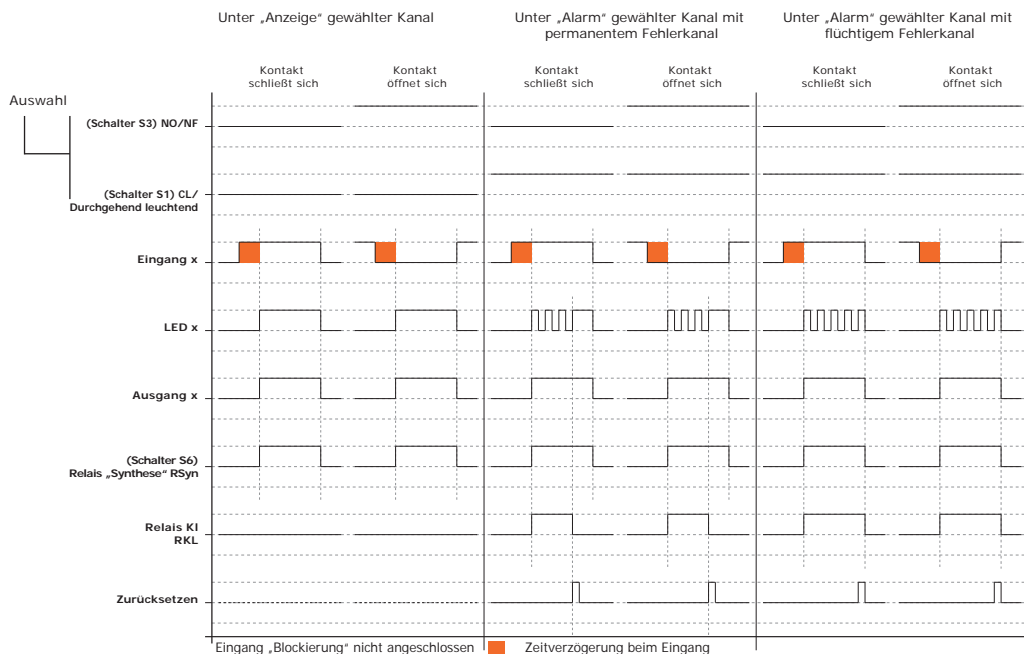 Unter „Anzeige“ gewählter Kanal
Unter „Alarm“ gewählter Kanal mit
permanentem Fehlerkanal
Unter „Alarm“ gewählter Kanal mit
flüchtigem Fehlerkanal
Kontakt
schließt sich
Kontakt
öffnet sich
Kontakt
schließt sich
Kontakt
öffnet sich
Kontakt
schließt sich
Kontakt
öffnet sich
Auswahl
(Schalter S3) NO/NF
(Schalter S1) CL/
Durchgehend leuchtend
Eingang x
LED x
Ausgang x
(Schalter S6)
Relais „Synthese“ RSyn
Relais Kl
RKL
Zurücksetzen
Eingang „Blockierung“ nicht angeschlossen
Zeitverzögerung beim Eingang